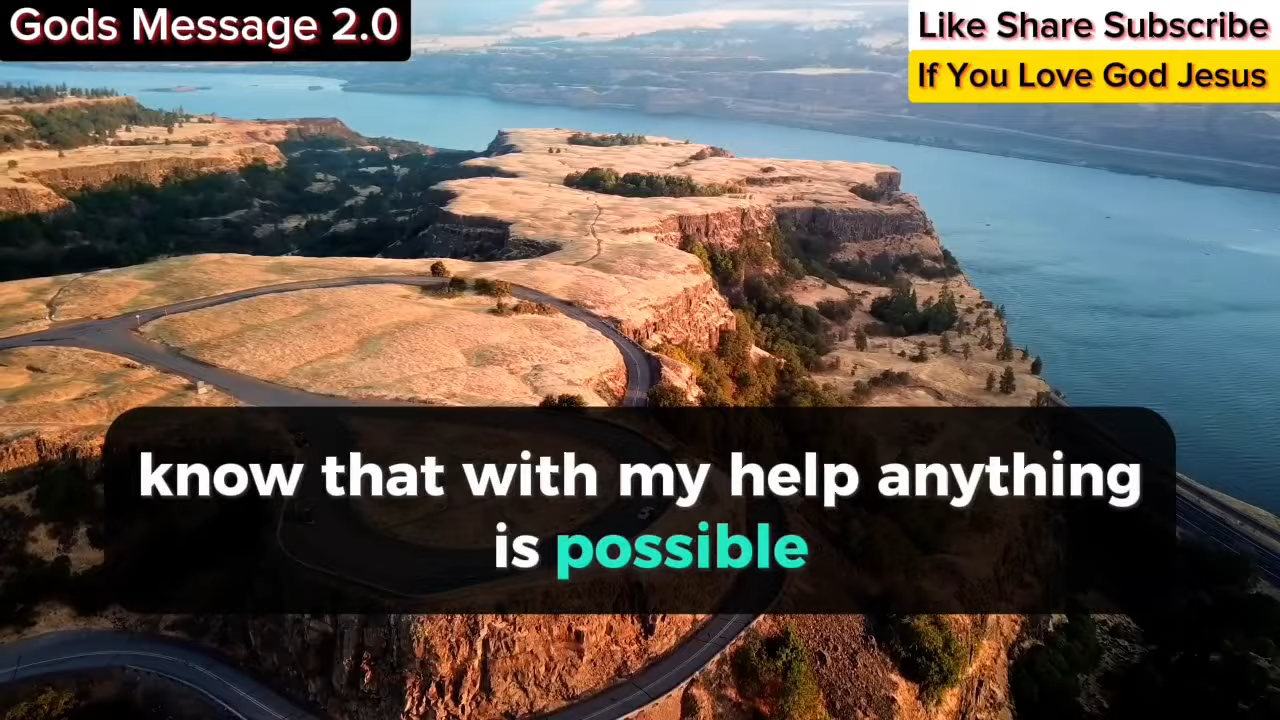 Gods Message 2.0
Like Share Subscribe
If You Love God Jesus
know that with my help anything
is possible